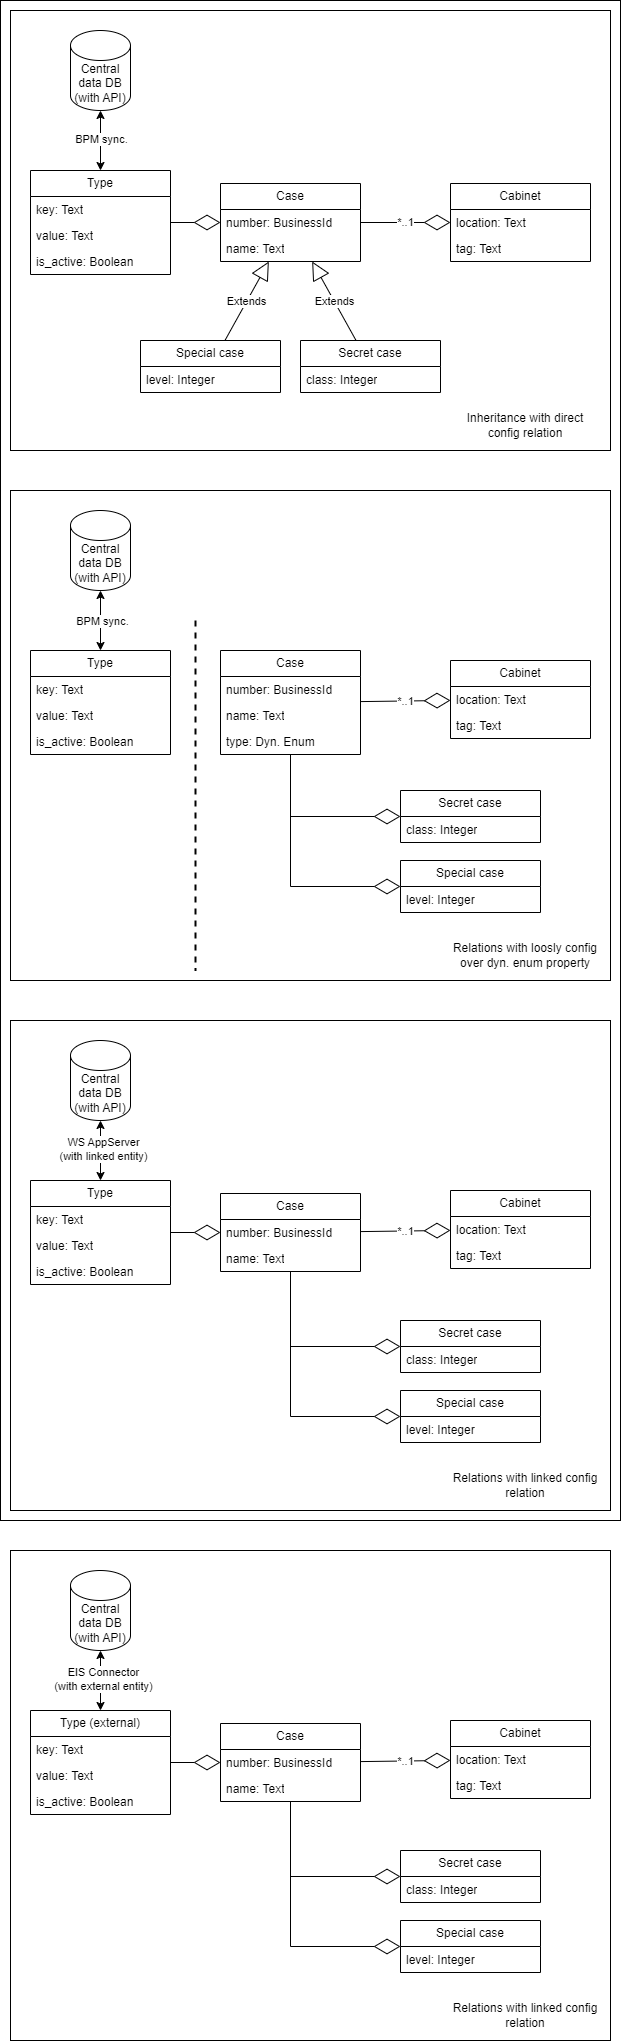 Central
data DB
(with API)
BPM sync.
Type
key: Text
value: Text
is_active: Boolean
Case
number: BusinessId
name: Text
*..1
Cabinet
location: Text
tag: Text
Extends
Extends
Special case
level: Integer
Secret case
class: Integer
Inheritance with direct
config relation
Central
data DB
(with API)
BPM sync.
Type
key: Text
value: Text
is_active: Boolean
Case
number: BusinessId
name: Text
type: Dyn. Enum
*..1
Cabinet
location: Text
tag: Text
Secret case
class: Integer
Special case
level: Integer
Relations with loosly config
over dyn. enum property
Central
data DB
(with API)
WS AppServer
(with linked entity)
Type
key: Text
value: Text
is_active: Boolean
Case
number: BusinessId
name: Text
*..1
Cabinet
location: Text
tag: Text
Secret case
class: Integer
Special case
level: Integer
Relations with linked config
relation
Central
data DB
(with API)
EIS Connector
(with external entity)
Type (external)
key: Text
value: Text
is_active: Boolean
Case
number: BusinessId
name: Text
*..1
Cabinet
location: Text
tag: Text
Secret case
class: Integer
Special case
level: Integer
Relations with linked config
relation